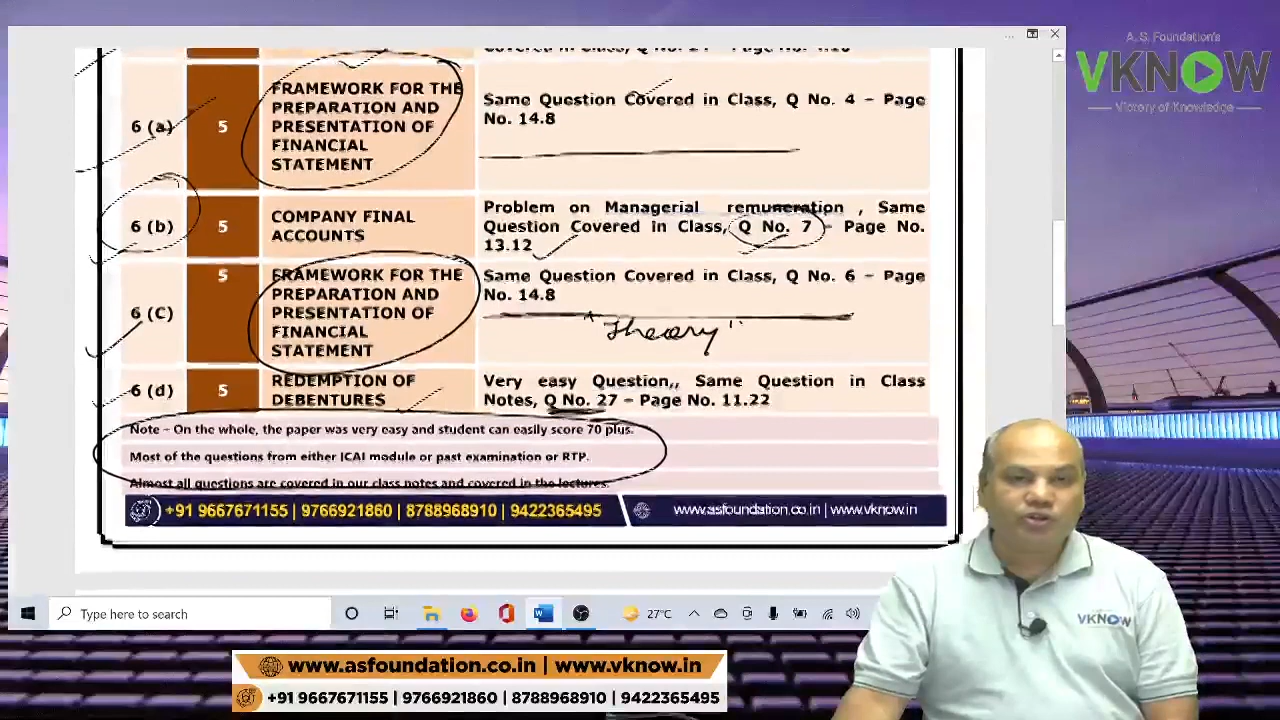 A. S. Foundation's
VKNOW
Victory of Knowledge
6 (a)
5
FRAMEWORK FOR THE
PREPARATION AND
PRESENTATION OF
FINANCIAL
STATEMENT
Same Question Covered in Class, Q No. 4 – Page
No. 14.8
6 (b)
5
COMPANY FINAL
ACCOUNTS
Problem on Managerial remuneration , Same
Question Covered in Class, Q No. 7 – Page No.
13.12
6 (C)
5
FRAMEWORK FOR THE
PREPARATION AND
PRESENTATION OF
FINANCIAL
STATEMENT
Same Question Covered in Class, Q No. 6 – Page
No. 14.8
"Theory"
6 (d)
5
REDEMPTION OF
DEBENTURES
Very easy Question,, Same Question in Class
Notes, Q No. 27 – Page No. 11.22
Note – On the whole, the paper was very easy and student can easily score 70 plus.
Most of the questions from either ICAI module or past examination or RTP.
Almost all questions are covered in our class notes and covered in the lectures.
+91 9667671155 | 9766921860 | 8788968910 | 9422365495
www.asfoundation.co.in | www.vknow.in
Type here to search
27°C
VKNOW
www.asfoundation.co.in | www.vknow.in
+91 9667671155 | 9766921860 | 8788968910 | 9422365495